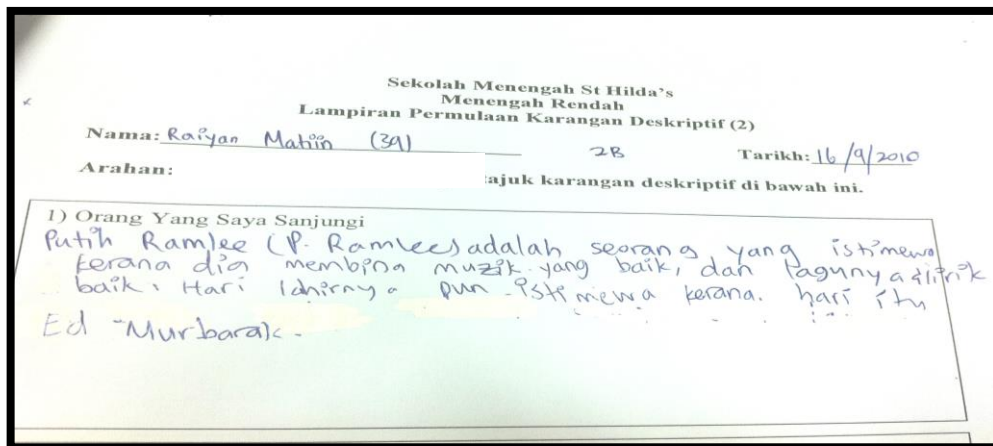 Sekolah Menengah St Hilda's
Menengah Rendah
Lampiran Permulaan Karangan Deskriptif (2)
Nama: Raiyan Matiin (39) 2B Tarikh: 16/9/2010
Arahan: ajuk karangan deskriptif di bawah ini.
1) Orang Yang Saya Sanjungi
Putih Ramlee (P. Ramlee) adalah seorang yang istimewa
kerana dia membina muzik yang baik, dan lagunya
baik. Hari lahirnya pun istimewa kerana. hari itu
Ed Murbarak.